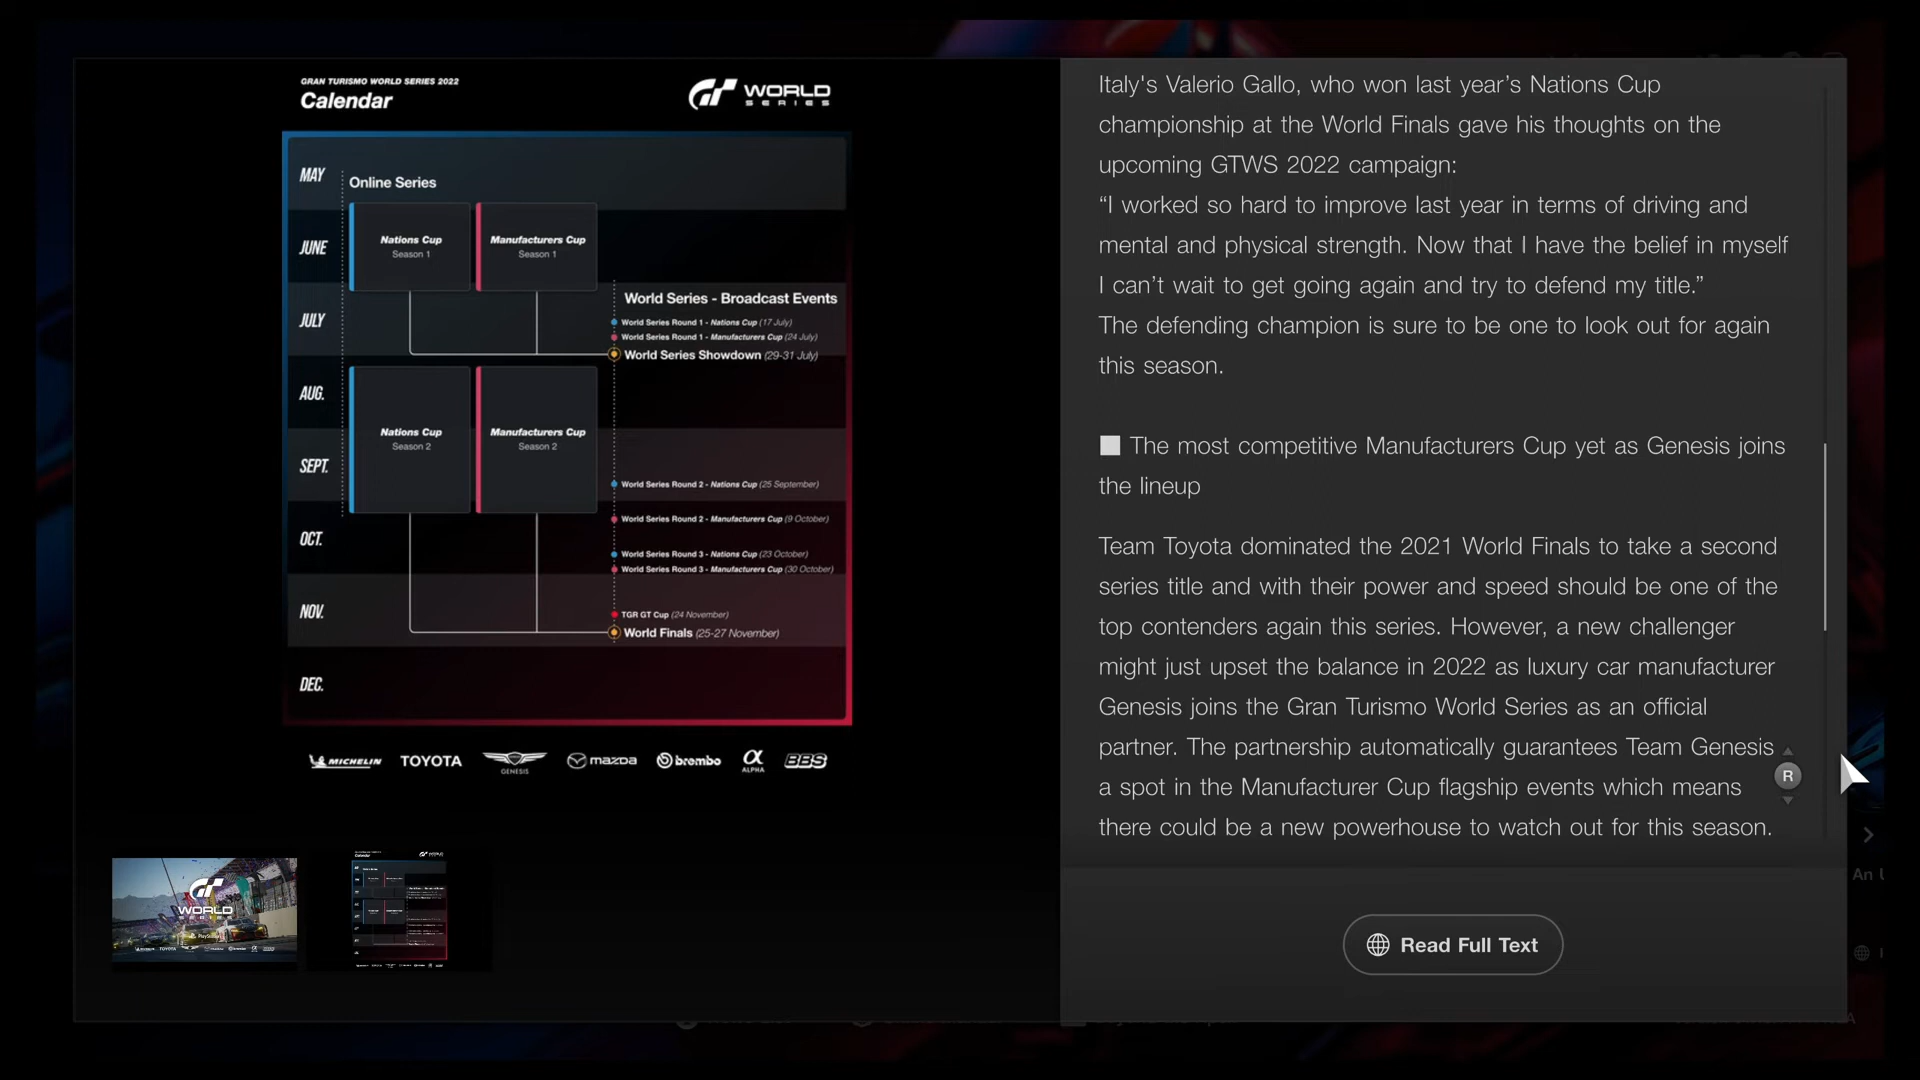 GRAN TURISMO WORLD SERIES 2022
Calendar
GT WORLD
SERIES
MAY
JUNE
JULY
AUG.
SEPT.
OCT.
NOV.
DEC.
Online Series
Nations Cup
Season 1
Manufacturers Cup
Season 1
World Series - Broadcast Events
World Series Round 1 - Nations Cup (17 July)
World Series Round 1 - Manufacturers Cup (24 July)
World Series Showdown (29-31 July)
Nations Cup
Season 2
Manufacturers Cup
Season 2
World Series Round 2 - Nations Cup (25 September)
World Series Round 2 - Manufacturers Cup (9 October)
World Series Round 3 - Nations Cup (23 October)
World Series Round 3 - Manufacturers Cup (30 October)
TGR GT Cup (24 November)
World Finals (25-27 November)
MICHELIN TOYOTA GENESIS mazda brembo ALPHA BBS
Italy's Valerio Gallo, who won last year’s Nations Cup
championship at the World Finals gave his thoughts on the
upcoming GTWS 2022 campaign:
“I worked so hard to improve last year in terms of driving and
mental and physical strength. Now that I have the belief in myself
I can’t wait to get going again and try to defend my title.”
The defending champion is sure to be one to look out for again
this season.
The most competitive Manufacturers Cup yet as Genesis joins
the lineup
Team Toyota dominated the 2021 World Finals to take a second
series title and with their power and speed should be one of the
top contenders again this series. However, a new challenger
might just upset the balance in 2022 as luxury car manufacturer
Genesis joins the Gran Turismo World Series as an official
partner. The partnership automatically guarantees Team Genesis
a spot in the Manufacturer Cup flagship events which means
there could be a new powerhouse to watch out for this season.
R
Read Full Text
GT
WORLD
SERIES
An